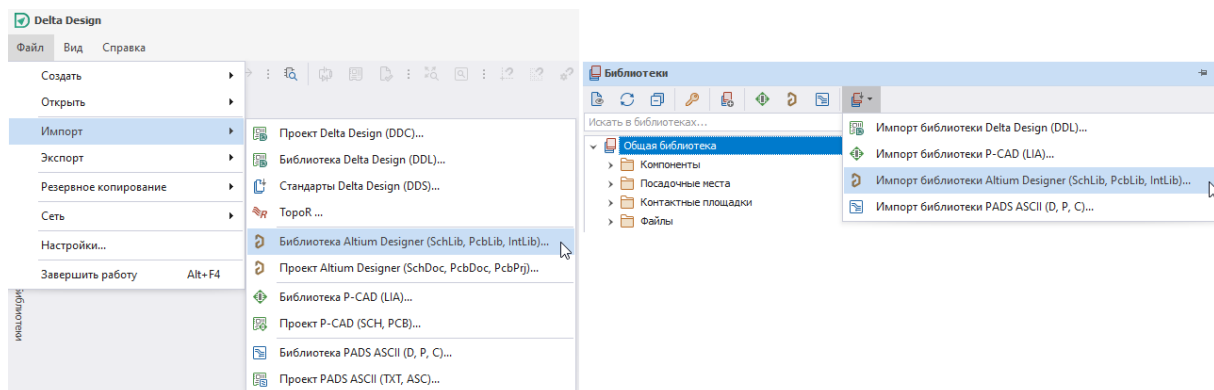 Delta Design
Файл Вид Справка
Создать
Открыть
Импорт
Экспорт
Резервное копирование
Сеть
Настройки...
Завершить работу Alt+F4
Библиотеки
Проект Delta Design (DDC)...
Библиотека Delta Design (DDL)...
Стандарты Delta Design (DDS)...
TopoR ...
Библиотека Altium Designer (SchLib, PcbLib, IntLib)...
Проект Altium Designer (SchDoc, PcbDoc, PcbPrj)...
Библиотека P-CAD (LIA)...
Проект P-CAD (SCH, PCB)...
Библиотека PADS ASCII (D, P, C)...
Проект PADS ASCII (TXT, ASC)...
Библиотеки
Искать в библиотеках...
Общая библиотека
Компоненты
Посадочные места
Контактные площадки
Файлы
Импорт библиотеки Delta Design (DDL)...
Импорт библиотеки P-CAD (LIA)...
Импорт библиотеки Altium Designer (SchLib, PcbLib, IntLib)...
Импорт библиотеки PADS ASCII (D, P, C)...